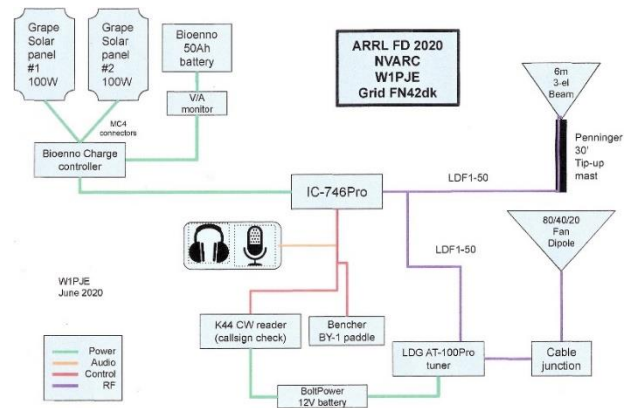 Grape
Solar
panel
#1
100W
Grape
Solar
panel
#2
100W
Bioenno
50Ah
battery
V/A
monitor
MC4
connectors
Bioenno Charge
controller
ARRL FD 2020
NVARC
W1PJE
Grid FN42dk
6m
3-el
Beam
Penninger
30'
Tip-up
mast
LDF1-50
IC-746Pro
LDF1-50
80/40/20
Fan
Dipole
W1PJE
June 2020
K44 CW reader
(callsign check)
Bencher
BY-1 paddle
LDG AT-100Pro
tuner
Cable
junction
Power
Audio
Control
RF
BoltPower
12V battery